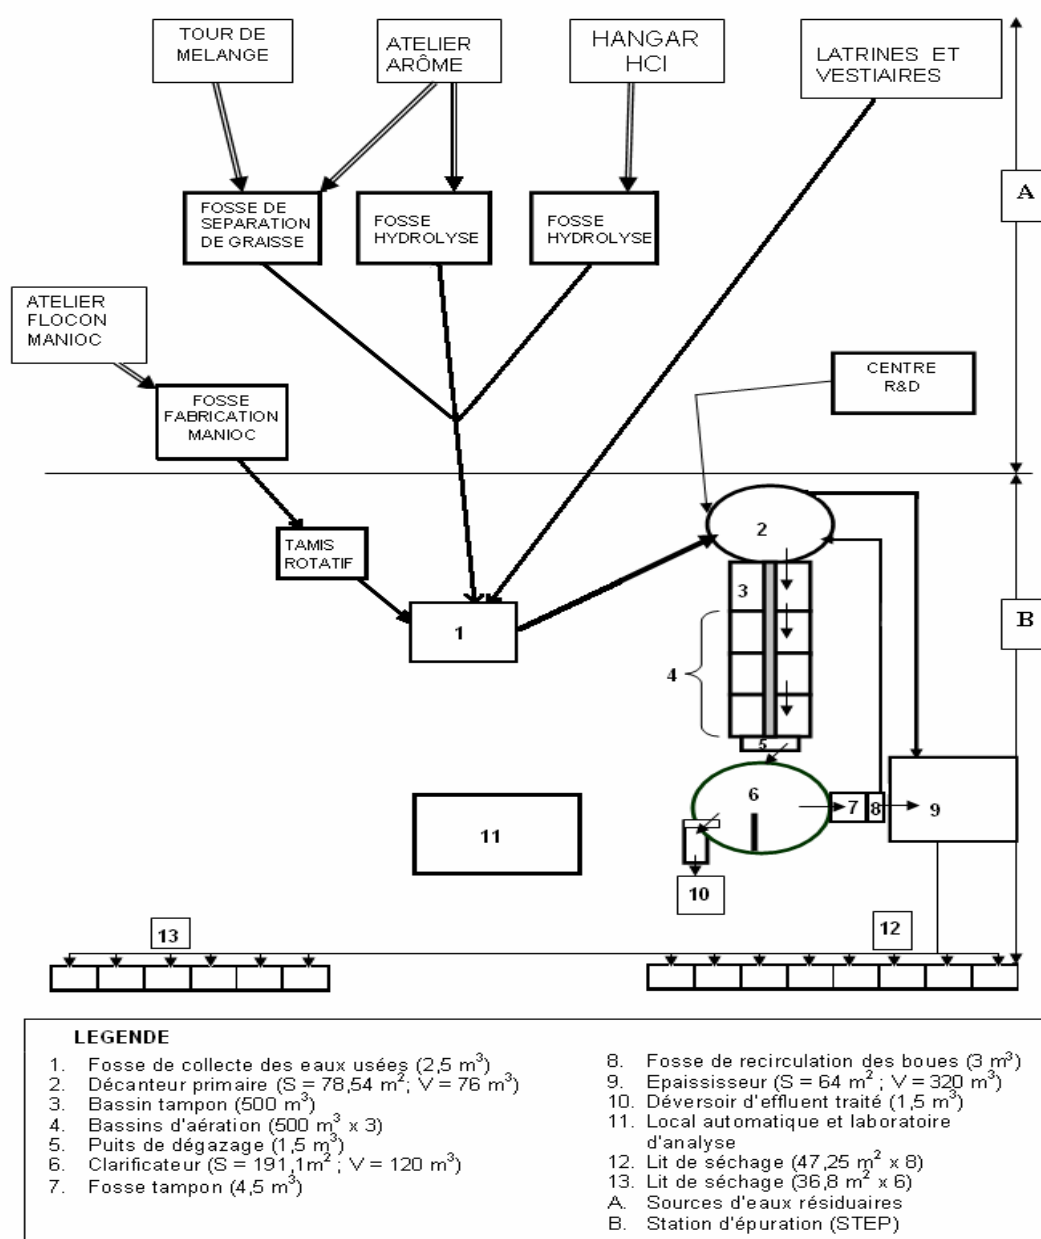 TOUR DE
MELANGE
ATELIER
ARÔME
HANGAR
HCl
LATRINES ET
VESTIAIRES
A
FOSSE DE
SEPARATION
DE GRAISSE
FOSSE
HYDROLYSE
FOSSE
HYDROLYSE
ATELIER
FLOCON
MANIOC
CENTRE
R&D
FOSSE
FABRICATION
MANIOC
TAMIS
ROTATIF
1
2
3
4
5
6
7
8
9
B
11
10
13
12
LEGENDE
1. Fosse de collecte des eaux usées (2,5 m³)
2. Décanteur primaire (S = 78,54 m²; V = 76 m³)
3. Bassin tampon (500 m³)
4. Bassins d'aération (500 m³ x 3)
5. Puits de dégazage (1,5 m³)
6. Clarificateur (S = 191,1m² ; V = 120 m³)
7. Fosse tampon (4,5 m³)
8. Fosse de recirculation des boues (3 m³)
9. Epaississeur (S = 64 m² ; V = 320 m³)
10. Déversoir d'effluent traité (1,5 m³)
11. Local automatique et laboratoire
d'analyse
12. Lit de séchage (47,25 m² x 8)
13. Lit de séchage (36,8 m² x 6)
A. Sources d'eaux résiduaires
B. Station d'épuration (STEP)